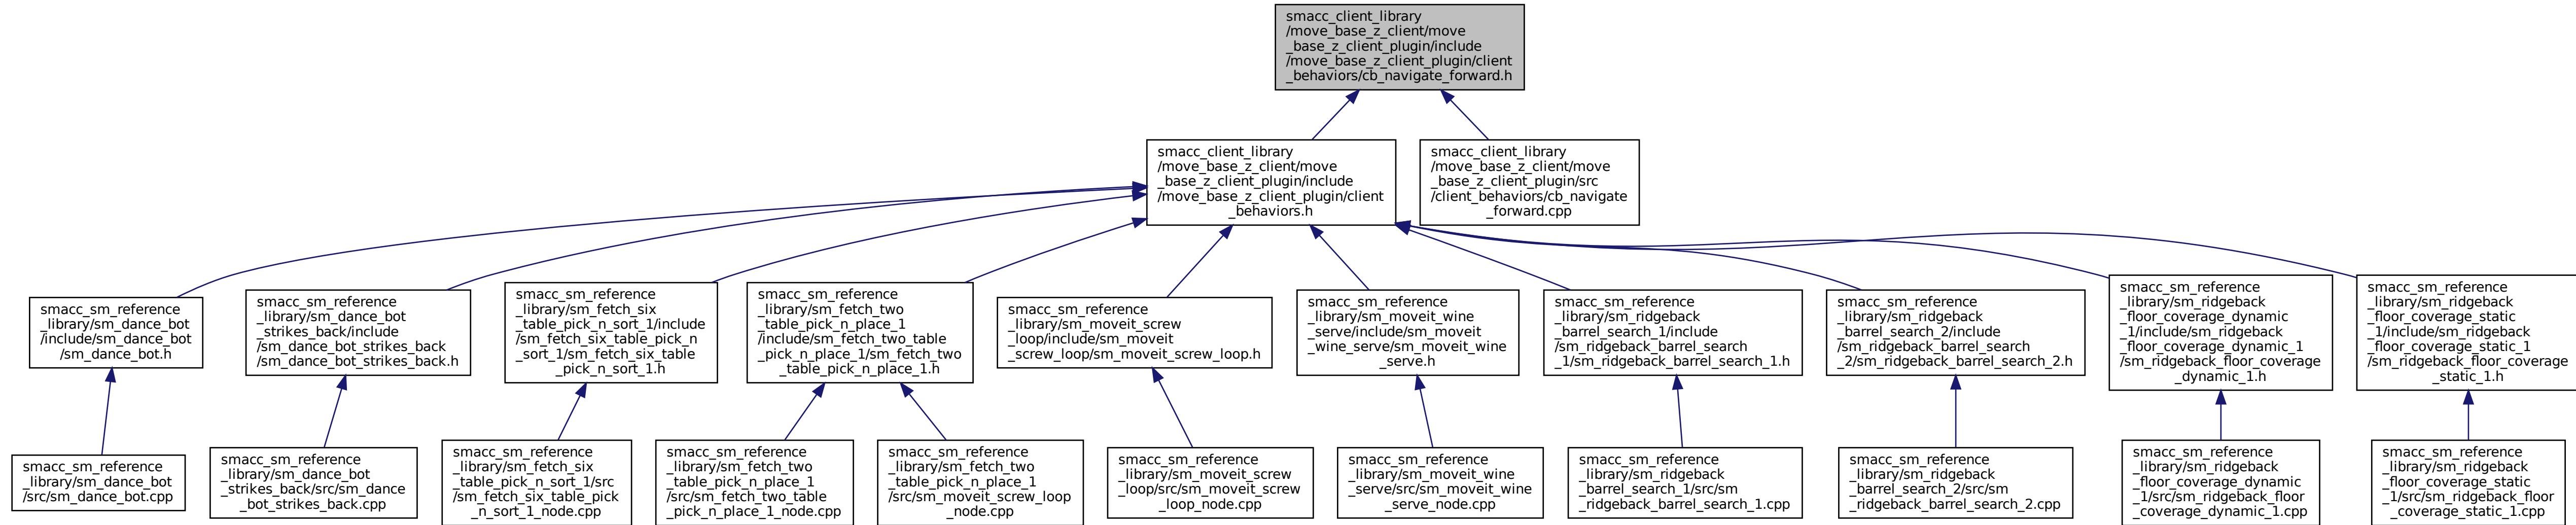 smacc_client_library
/move_base_z_client/move
_base_z_client_plugin/include
/move_base_z_client_plugin/client
_behaviors/cb_navigate_forward.h
smacc_client_library
/move_base_z_client/move
_base_z_client_plugin/include
/move_base_z_client_plugin/client
_behaviors.h
smacc_client_library
/move_base_z_client/move
_base_z_client_plugin/src
/client_behaviors/cb_navigate
_forward.cpp
smacc_sm_reference
_library/sm_dance_bot
/include/sm_dance_bot
/sm_dance_bot.h
smacc_sm_reference
_library/sm_dance_bot
_strikes_back/include
/sm_dance_bot_strikes_back
/sm_dance_bot_strikes_back.h
smacc_sm_reference
_library/sm_fetch_six
_table_pick_n_sort_1/include
/sm_fetch_six_table_pick_n
_sort_1/sm_fetch_six_table
_pick_n_sort_1.h
smacc_sm_reference
_library/sm_fetch_two
_table_pick_n_place_1
/include/sm_fetch_two_table
_pick_n_place_1/sm_fetch_two
_table_pick_n_place_1.h
smacc_sm_reference
_library/sm_moveit_screw
_loop/include/sm_moveit
_screw_loop/sm_moveit_screw_loop.h
smacc_sm_reference
_library/sm_moveit_wine
_serve/include/sm_moveit
_wine_serve/sm_moveit_wine
_serve.h
smacc_sm_reference
_library/sm_ridgeback
_barrel_search_1/include
/sm_ridgeback_barrel_search
_1/sm_ridgeback_barrel_search_1.h
smacc_sm_reference
_library/sm_ridgeback
_barrel_search_2/include
/sm_ridgeback_barrel_search
_2/sm_ridgeback_barrel_search_2.h
smacc_sm_reference
_library/sm_ridgeback
_floor_coverage_dynamic
_1/include/sm_ridgeback
_floor_coverage_dynamic_1
/sm_ridgeback_floor_coverage
_dynamic_1.h
smacc_sm_reference
_library/sm_ridgeback
_floor_coverage_static
_1/include/sm_ridgeback
_floor_coverage_static_1
/sm_ridgeback_floor_coverage
_static_1.h
smacc_sm_reference
_library/sm_dance_bot
/src/sm_dance_bot.cpp
smacc_sm_reference
_library/sm_dance_bot
_strikes_back/src/sm_dance
_bot_strikes_back.cpp
smacc_sm_reference
_library/sm_fetch_six
_table_pick_n_sort_1/src
/sm_fetch_six_table_pick
_n_sort_1_node.cpp
smacc_sm_reference
_library/sm_fetch_two
_table_pick_n_place_1
/src/sm_fetch_two_table
_pick_n_place_1_node.cpp
smacc_sm_reference
_library/sm_fetch_two
_table_pick_n_place_1
/src/sm_moveit_screw_loop
_node.cpp
smacc_sm_reference
_library/sm_moveit_screw
_loop/src/sm_moveit_screw
_loop_node.cpp
smacc_sm_reference
_library/sm_moveit_wine
_serve/src/sm_moveit_wine
_serve_node.cpp
smacc_sm_reference
_library/sm_ridgeback
_barrel_search_1/src/sm
_ridgeback_barrel_search_1.cpp
smacc_sm_reference
_library/sm_ridgeback
_barrel_search_2/src/sm
_ridgeback_barrel_search_2.cpp
smacc_sm_reference
_library/sm_ridgeback
_floor_coverage_dynamic
_1/src/sm_ridgeback_floor
_coverage_dynamic_1.cpp
smacc_sm_reference
_library/sm_ridgeback
_floor_coverage_static
_1/src/sm_ridgeback_floor
_coverage_static_1.cpp